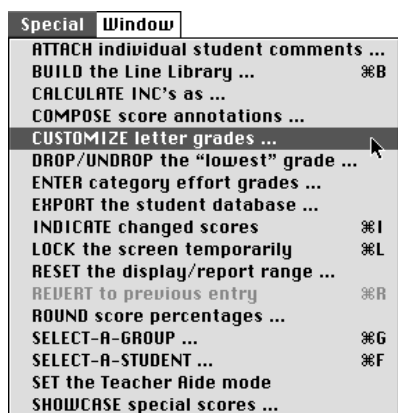 Special Window
ATTACH individual student comments ...
BUILD the Line Library ... ⌘B
CALCULATE INC's as ...
COMPOSE score annotations ...
CUSTOMIZE letter grades ...
DROP/UNDROP the “lowest” grade ...
ENTER category effort grades ...
EXPORT the student database ...
INDICATE changed scores ⌘I
LOCK the screen temporarily ⌘L
RESET the display/report range ...
REVERT to previous entry ⌘R
ROUND score percentages ...
SELECT-A-GROUP ... ⌘G
SELECT-A-STUDENT ... ⌘F
SET the Teacher Aide mode
SHOWCASE special scores ...